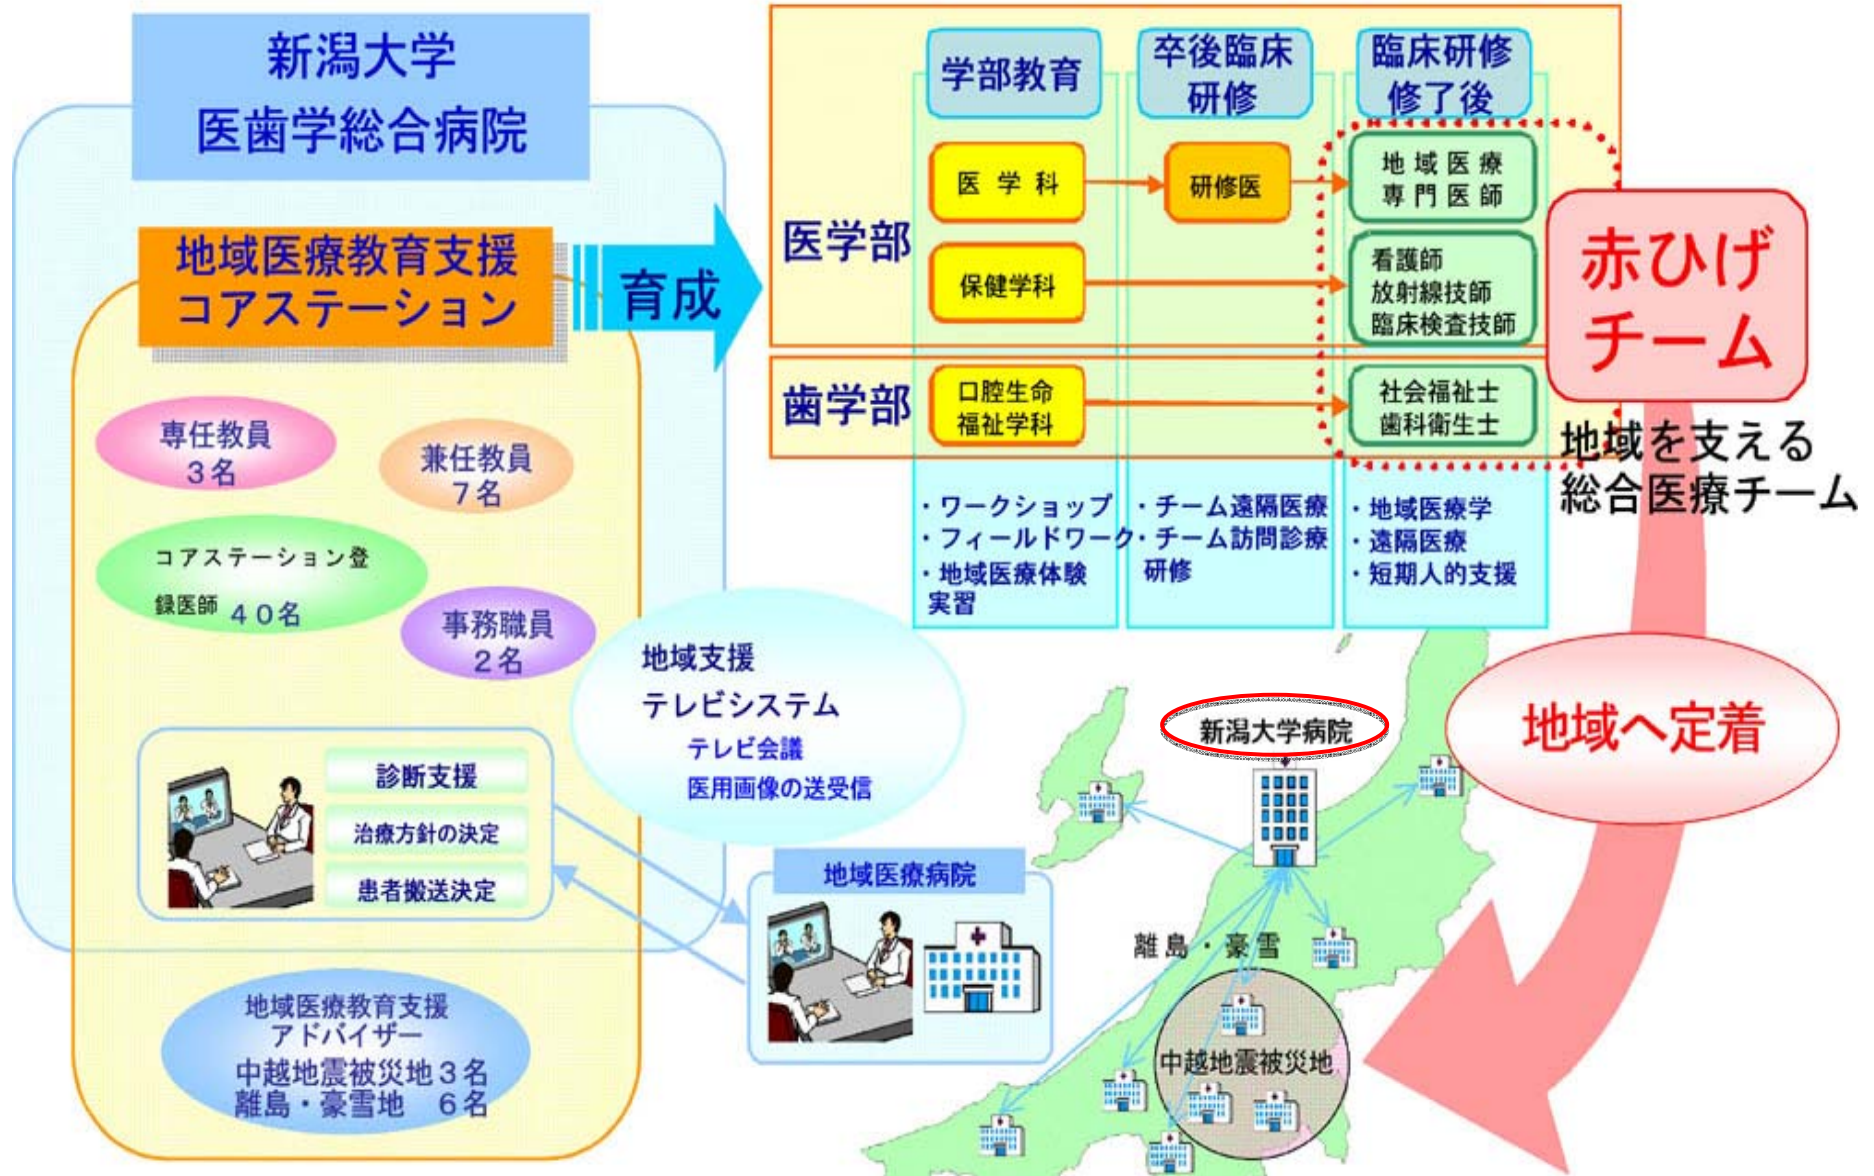 新潟大学
医歯学総合病院
地域医療教育支援
コアステーション
専任教員
３名
兼任教員
７名
コアステーション登
録医師 ４０名
事務職員
２名
診断支援
治療方針の決定
患者搬送決定
地域医療教育支援
アドバイザー
中越地震被災地３名
離島・豪雪地　６名
育成
学部教育
卒後臨床
研修
臨床研修
修了後
医学部
医学科
研修医
地域医療
専門医師
保健学科
看護師
放射線技師
臨床検査技師
歯学部
口腔生命
福祉学科
社会福祉士
歯科衛生士
・ワークショップ
・フィールドワーク
・地域医療体験
実習
・チーム遠隔医療
・チーム訪問診療
研修
・地域医療学
・遠隔医療
・短期人的支援
赤ひげ
チーム
地域を支える
総合医療チーム
地域へ定着
地域支援
テレビシステム
テレビ会議
医用画像の送受信
地域医療病院
新潟大学病院
離島・豪雪
中越地震被災地